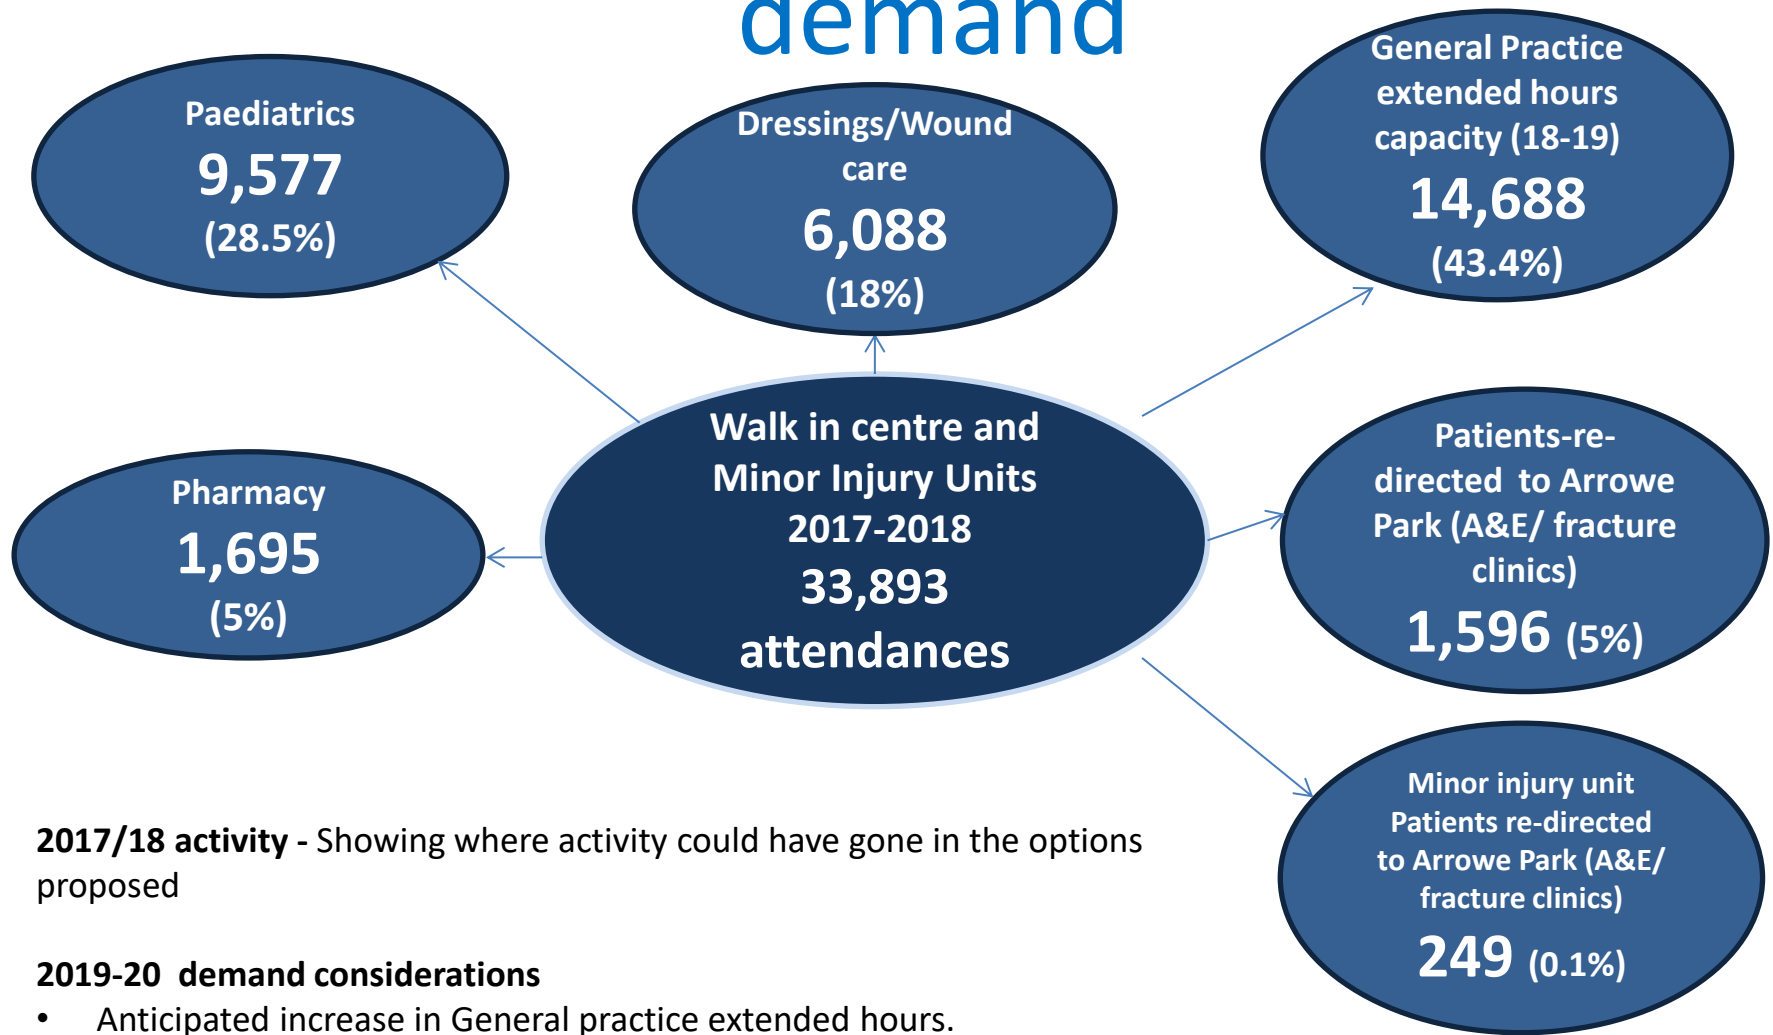 demand
Paediatrics
9,577
(28.5%)
Dressings/Wound
care
6,088
(18%)
General Practice
extended hours
capacity (18-19)
14,688
(43.4%)
Pharmacy
1,695
(5%)
Walk in centre and
Minor Injury Units
2017-2018
33,893
attendances
Patients-re-
directed to Arrowe
Park (A&E/ fracture
clinics)
1,596 (5%)
Minor injury unit
Patients re-directed
to Arrowe Park (A&E/
fracture clinics)
249 (0.1%)
2017/18 activity - Showing where activity could have gone in the options
proposed
2019-20 demand considerations
• Anticipated increase in General practice extended hours.